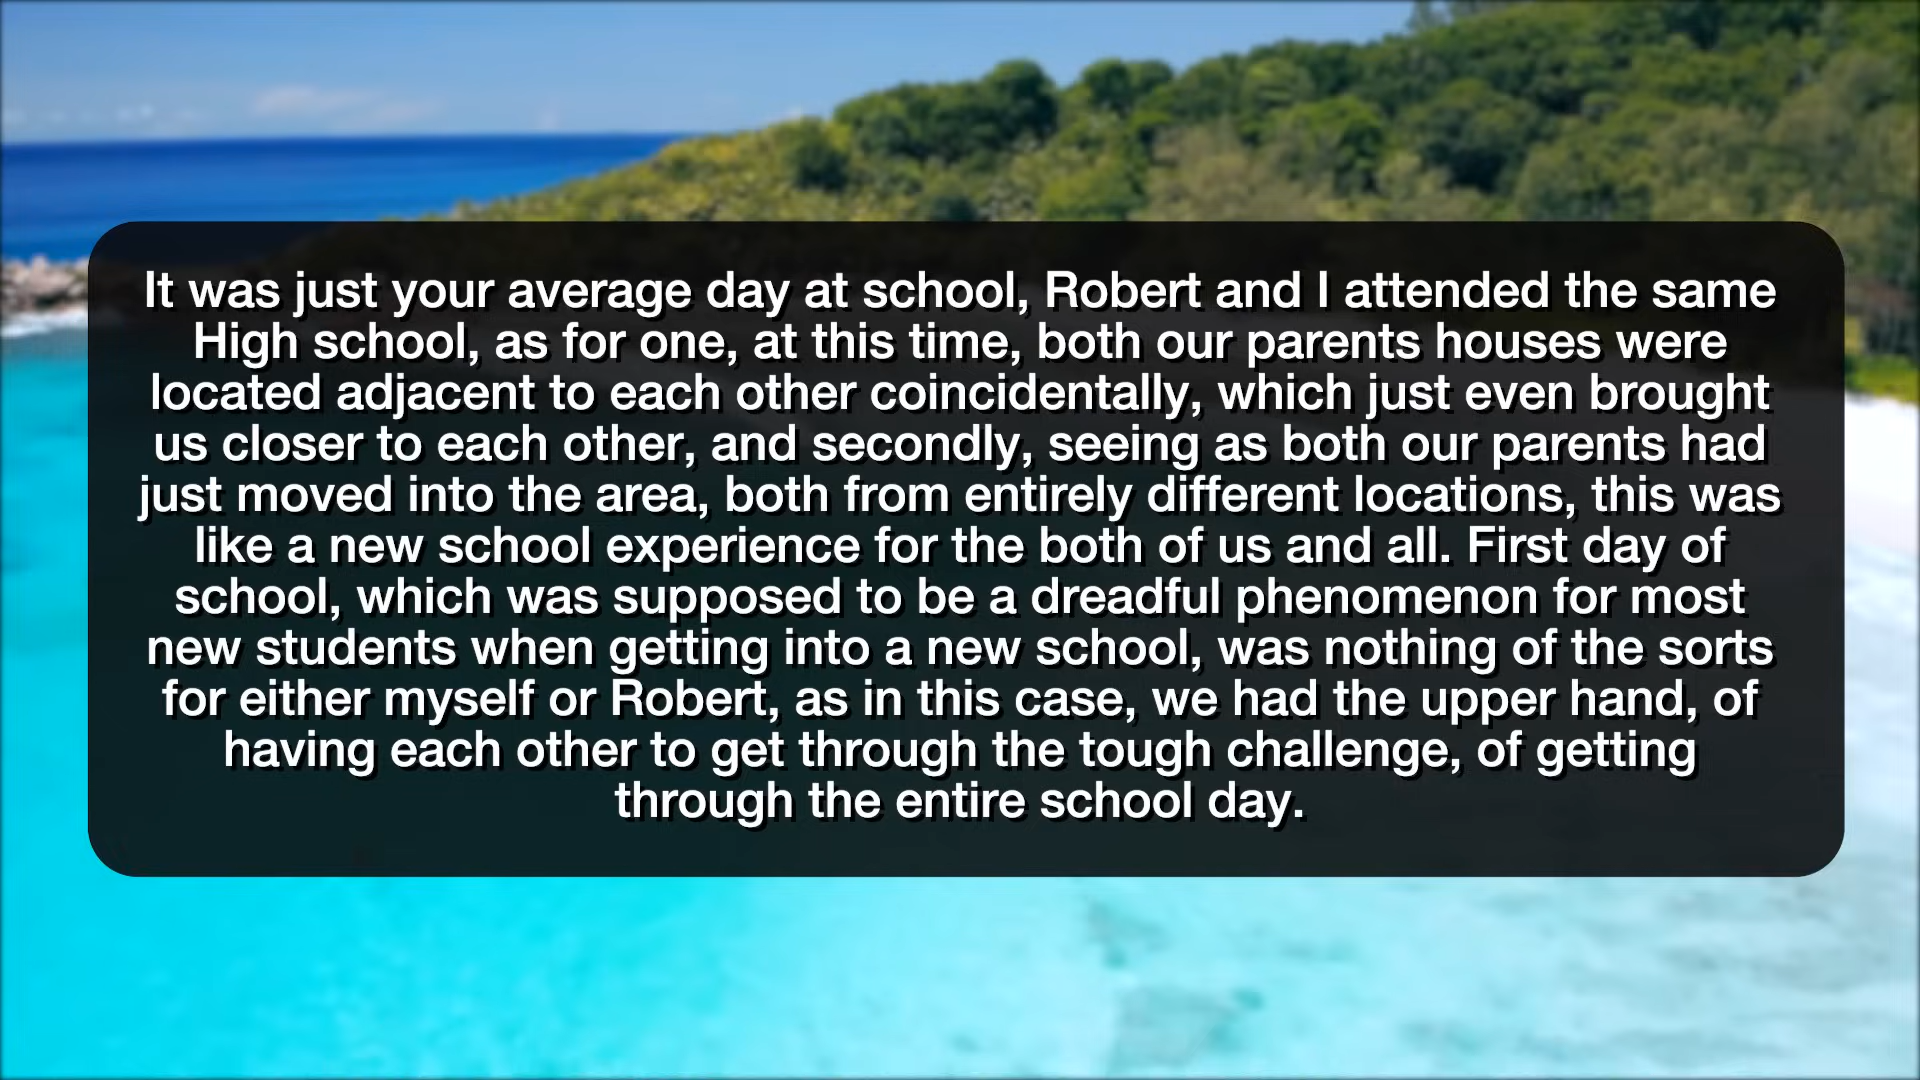 It was just your average day at school, Robert and I attended the same
High school, as for one, at this time, both our parents houses were
located adjacent to each other coincidentally, which just even brought
us closer to each other, and secondly, seeing as both our parents had
just moved into the area, both from entirely different locations, this was
like a new school experience for the both of us and all. First day of
school, which was supposed to be a dreadful phenomenon for most
new students when getting into a new school, was nothing of the sorts
for either myself or Robert, as in this case, we had the upper hand, of
having each other to get through the tough challenge, of getting
through the entire school day.